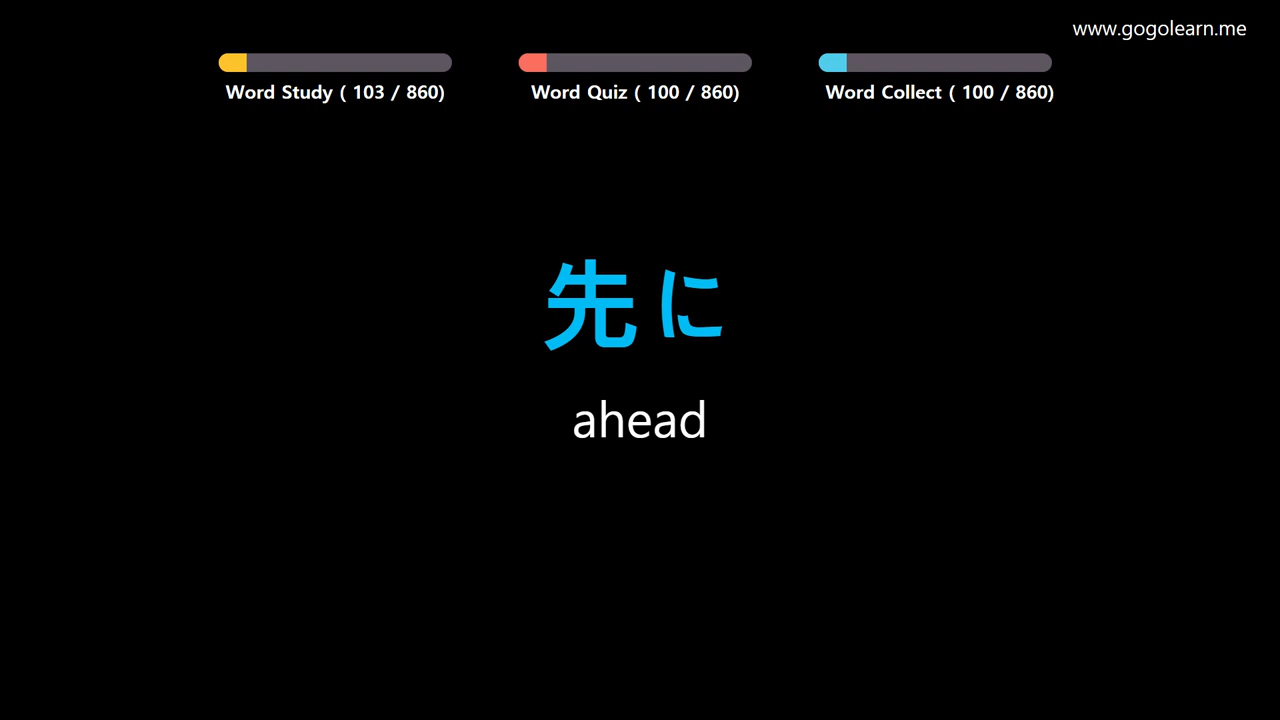 www.gogolearn.me
Word Study ( 103 / 860)
Word Quiz ( 100 / 860)
Word Collect ( 100 / 860)
先に
ahead